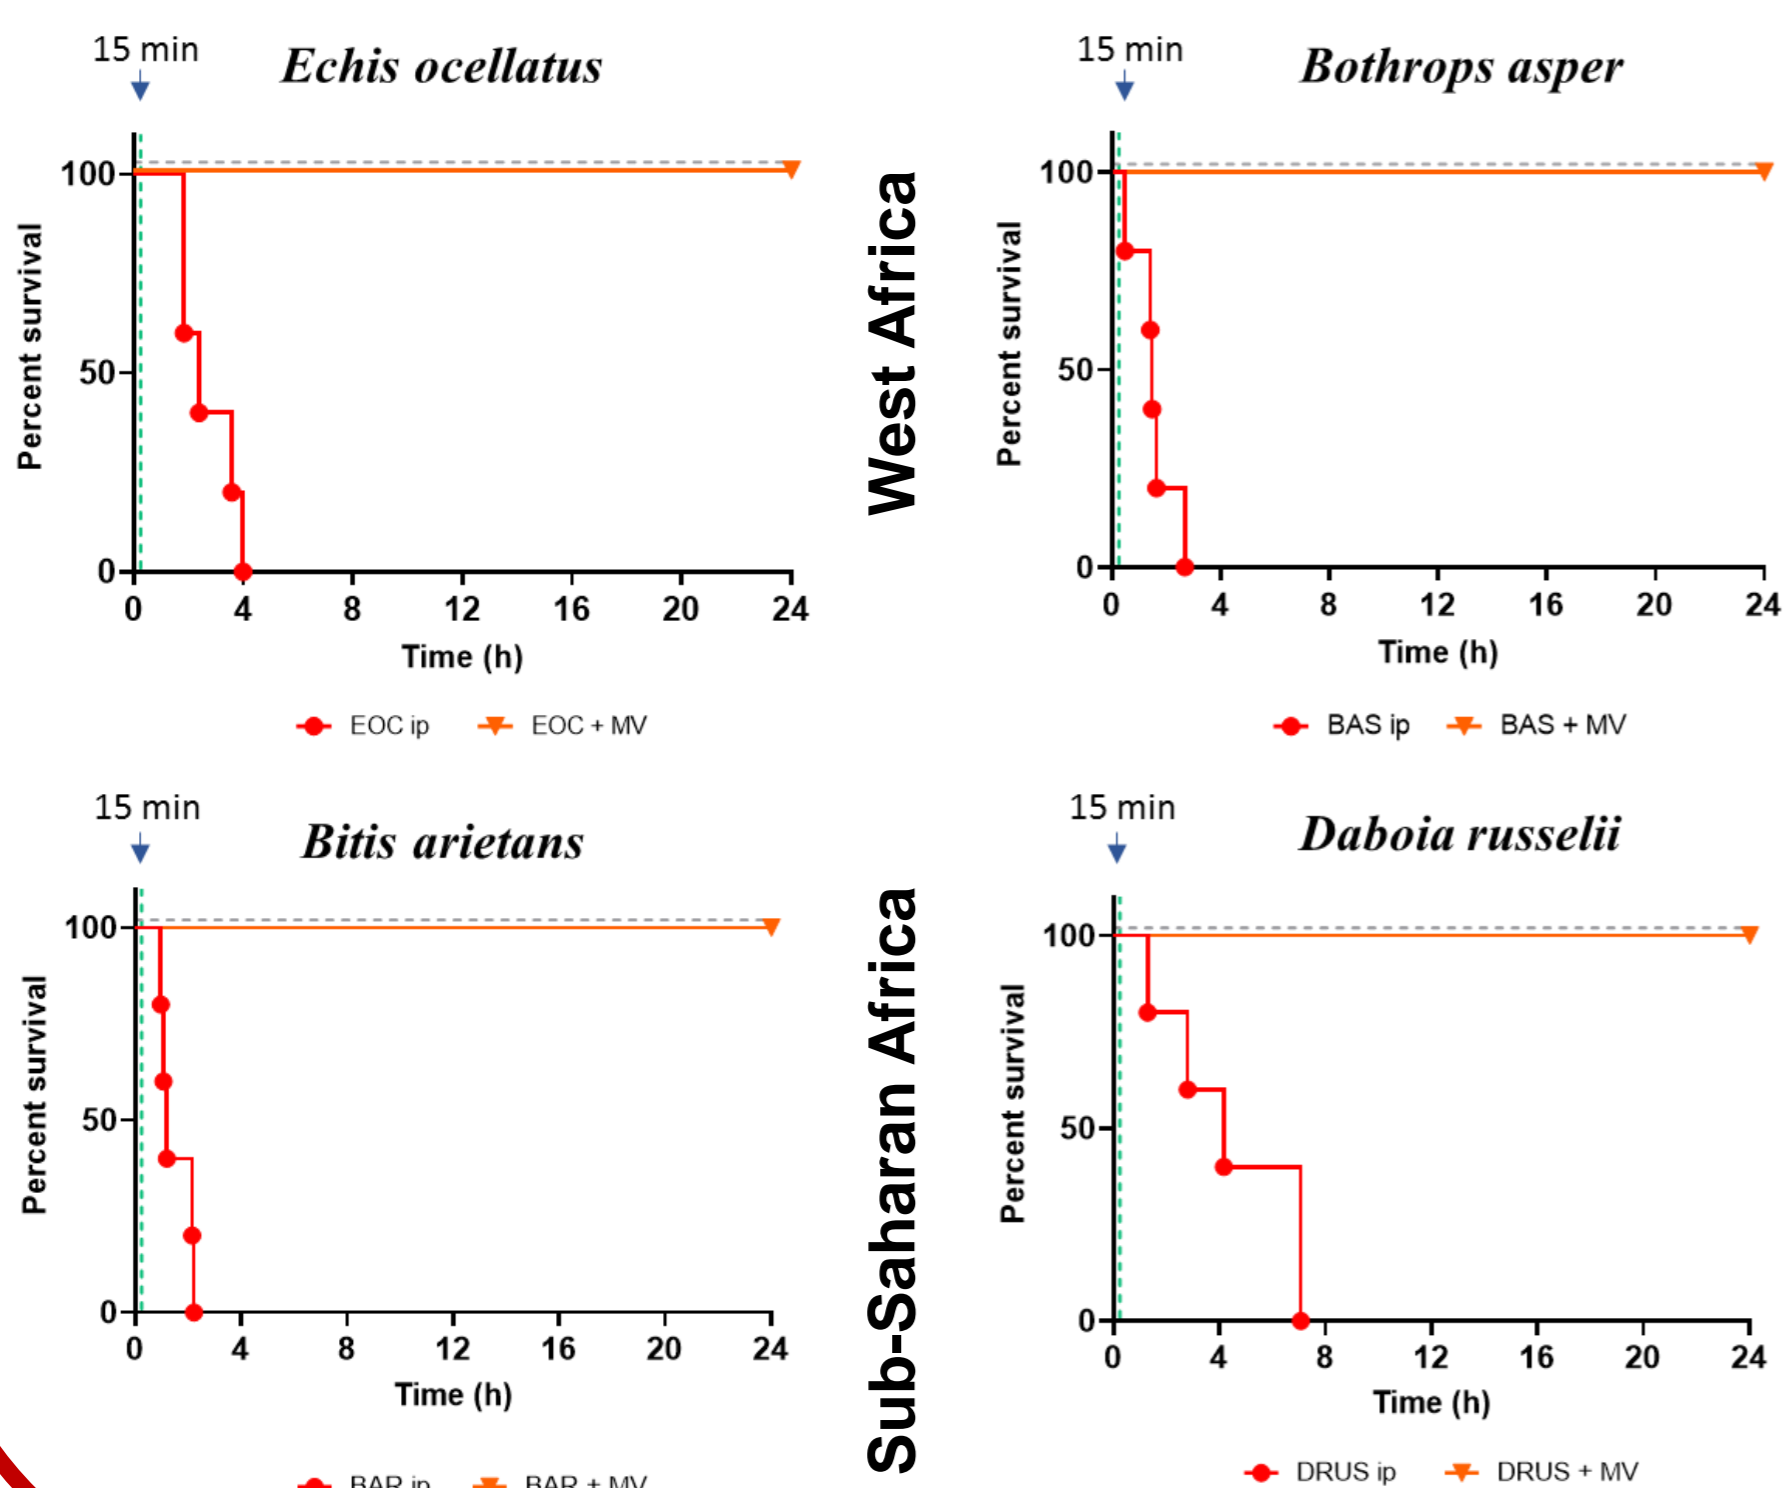 15 min
Echis ocellatus
100
50
0
Percent survival
0 4 8 12 16 20 24
Time (h)
EOC ip EOC + MV
West Africa
15 min
Bothrops asper
100
50
0
Percent survival
0 4 8 12 16 20 24
Time (h)
BAS ip BAS + MV
15 min
Bitis arietans
100
50
0
Percent survival
0 4 8 12 16 20 24
Time (h)
BAR ip BAR + MV
Sub-Saharan Africa
15 min
Daboia russelii
100
50
0
Percent survival
0 4 8 12 16 20 24
Time (h)
DRUS ip DRUS + MV